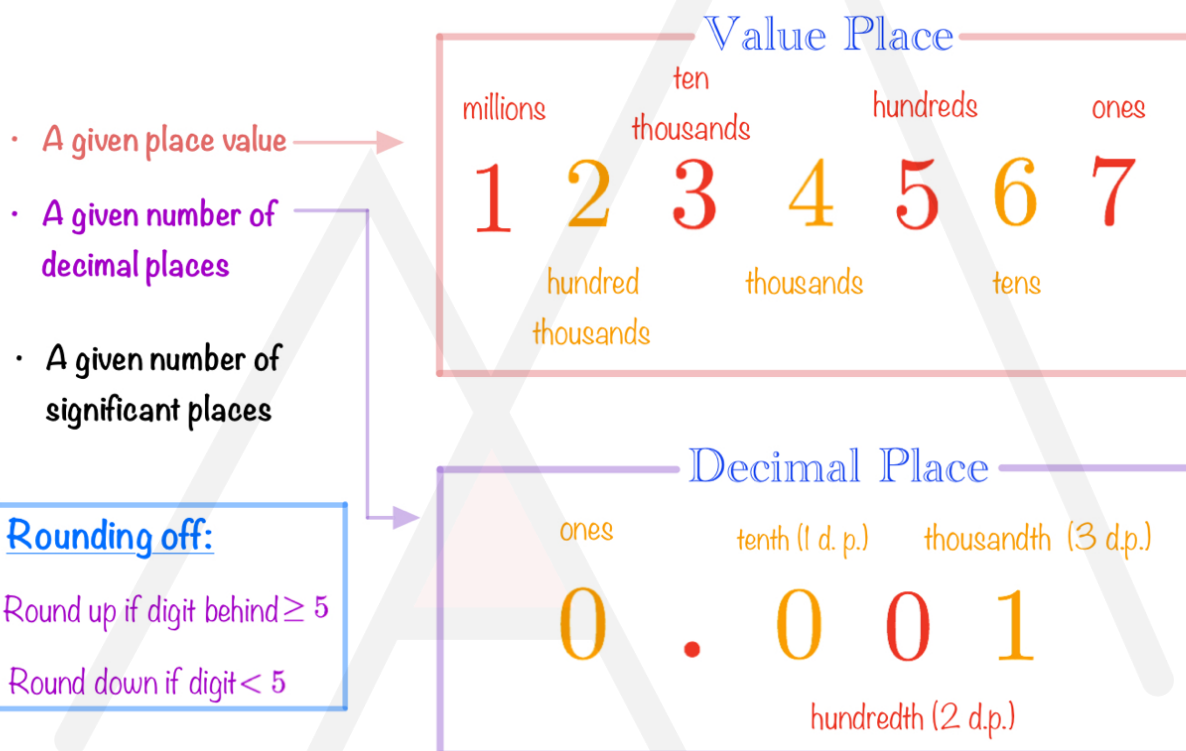 · A given place value
· A given number of
decimal places
· A given number of
significant places
Rounding off:
Round up if digit behind ≥ 5
Round down if digit < 5
Value Place
millions
ten
thousands
hundreds
ones
1 2 3 4 5 6 7
hundred
thousands
thousands
tens
Decimal Place
ones
tenth (1 d. p.)
thousandth (3 d.p.)
0 . 0 0 1
hundredth (2 d.p.)